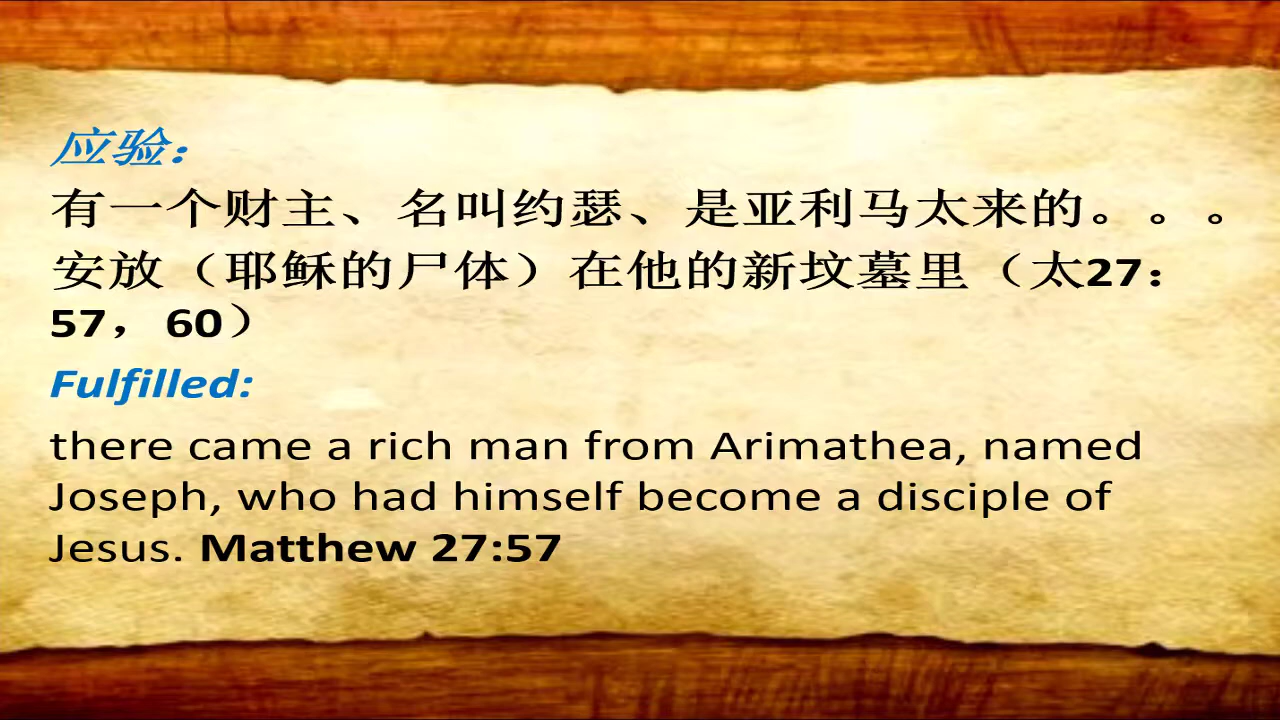 应验：
有一个财主、名叫约瑟、是亚利马太来的。。。
安放（耶稣的尸体）在他的新坟墓里（太27：
57，60）
Fulfilled:
there came a rich man from Arimathea, named
Joseph, who had himself become a disciple of
Jesus. Matthew 27:57